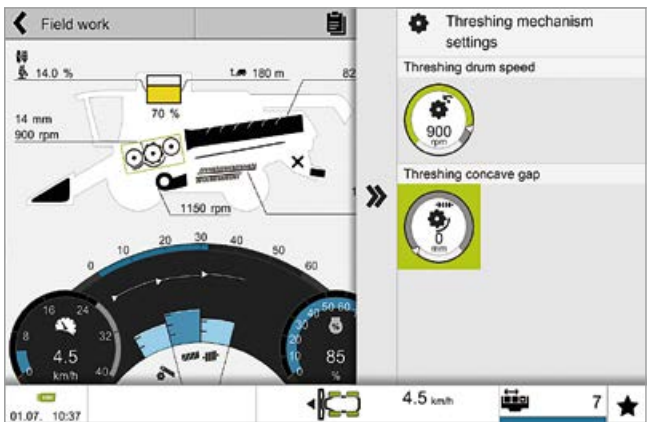 Field work
Threshing mechanism
settings
14.0 %
180 m
82
Threshing drum speed
70 %
14 mm
900 rpm
900
rpm
Threshing concave gap
1150 rpm
1
0
mm
0 10 20 30 40 50 60
8 16 24 32 40
4.5
km/h
0 10 20 30 40 50 60
%
85
%
01.07. 10:37
4.5 km/h
7